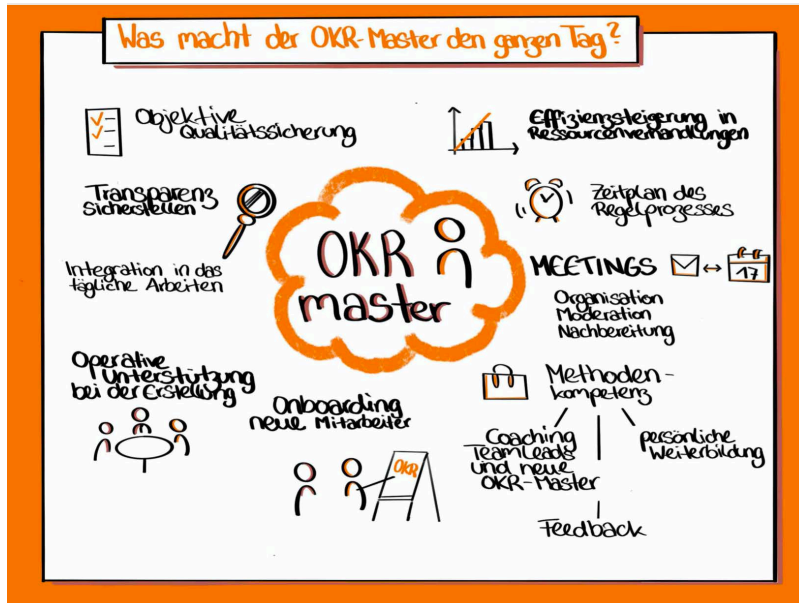 Was macht der OKR-Master den ganzen Tag?
Objektive
Qualitätssicherung
Effizienzsteigerung in
Ressourcenverhandlungen
Transparenz
sicherstellen
Zeitplan des
Regelprozesses
OKR
master
Integration in das
tägliche Arbeiten
MEETINGS
17
Organisation
Moderation
Nachbereitung
Operative
Unterstützung
bei der Erstellung
Onboarding
neue Mitarbeiter
OKR
Methoden-
kompetenz
Coaching
TeamLeads
und neue
OKR-Master
persönliche
Weiterbildung
Feedback